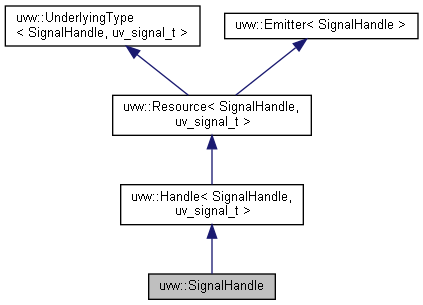 uvw::UnderlyingType
< SignalHandle, uv_signal_t >
uvw::Emitter< SignalHandle >
uvw::Resource< SignalHandle,
uv_signal_t >
uvw::Handle< SignalHandle,
uv_signal_t >
uvw::SignalHandle